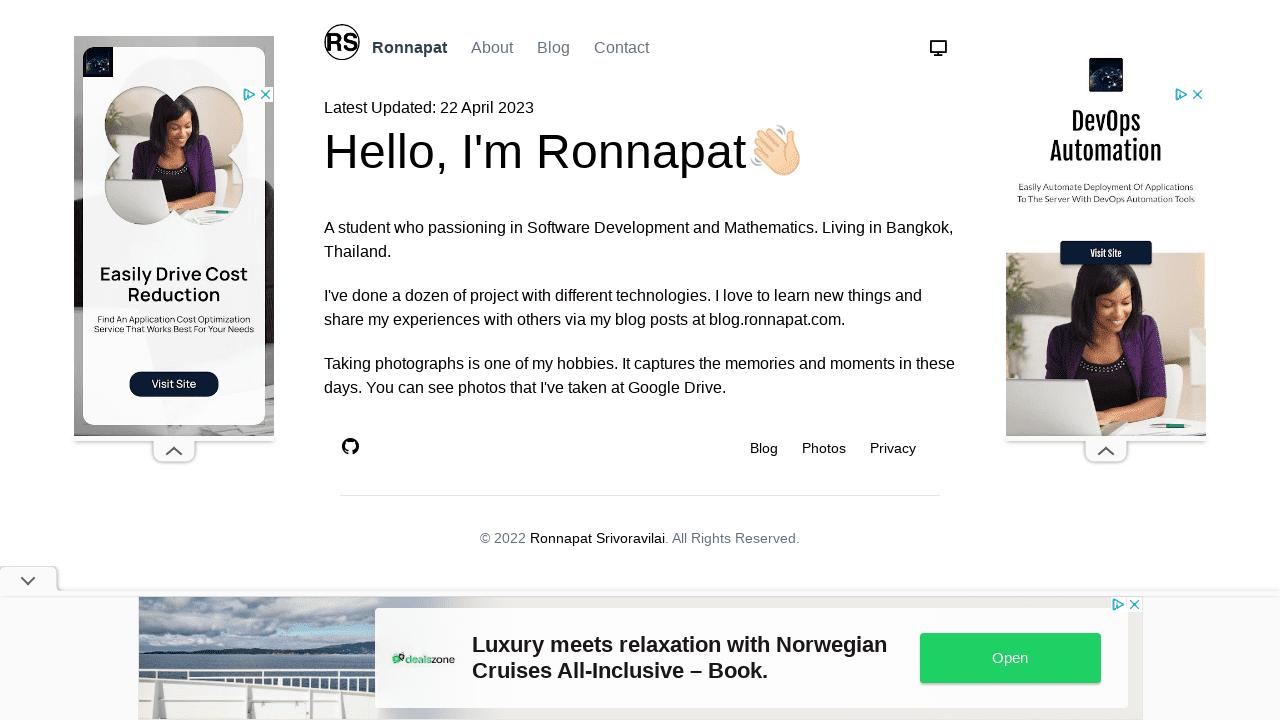 RS
Ronnapat About Blog Contact
Latest Updated: 22 April 2023
Hello, I'm Ronnapat👋🏻
A student who passioning in Software Development and Mathematics. Living in Bangkok,
Thailand.
I've done a dozen of project with different technologies. I love to learn new things and
share my experiences with others via my blog posts at blog.ronnapat.com.
Taking photographs is one of my hobbies. It captures the memories and moments in these
days. You can see photos that I've taken at Google Drive.
Blog Photos Privacy
© 2022 Ronnapat Srivoravilai. All Rights Reserved.
Easily Drive Cost
Reduction
Find An Application Cost Optimization
Service That Works Best For Your Needs
Visit Site
DevOps
Automation
Easily Automate Deployment Of Applications
To The Server With DevOps Automation Tools
Visit Site
dealszone
Luxury meets relaxation with Norwegian
Cruises All-Inclusive – Book.
Open